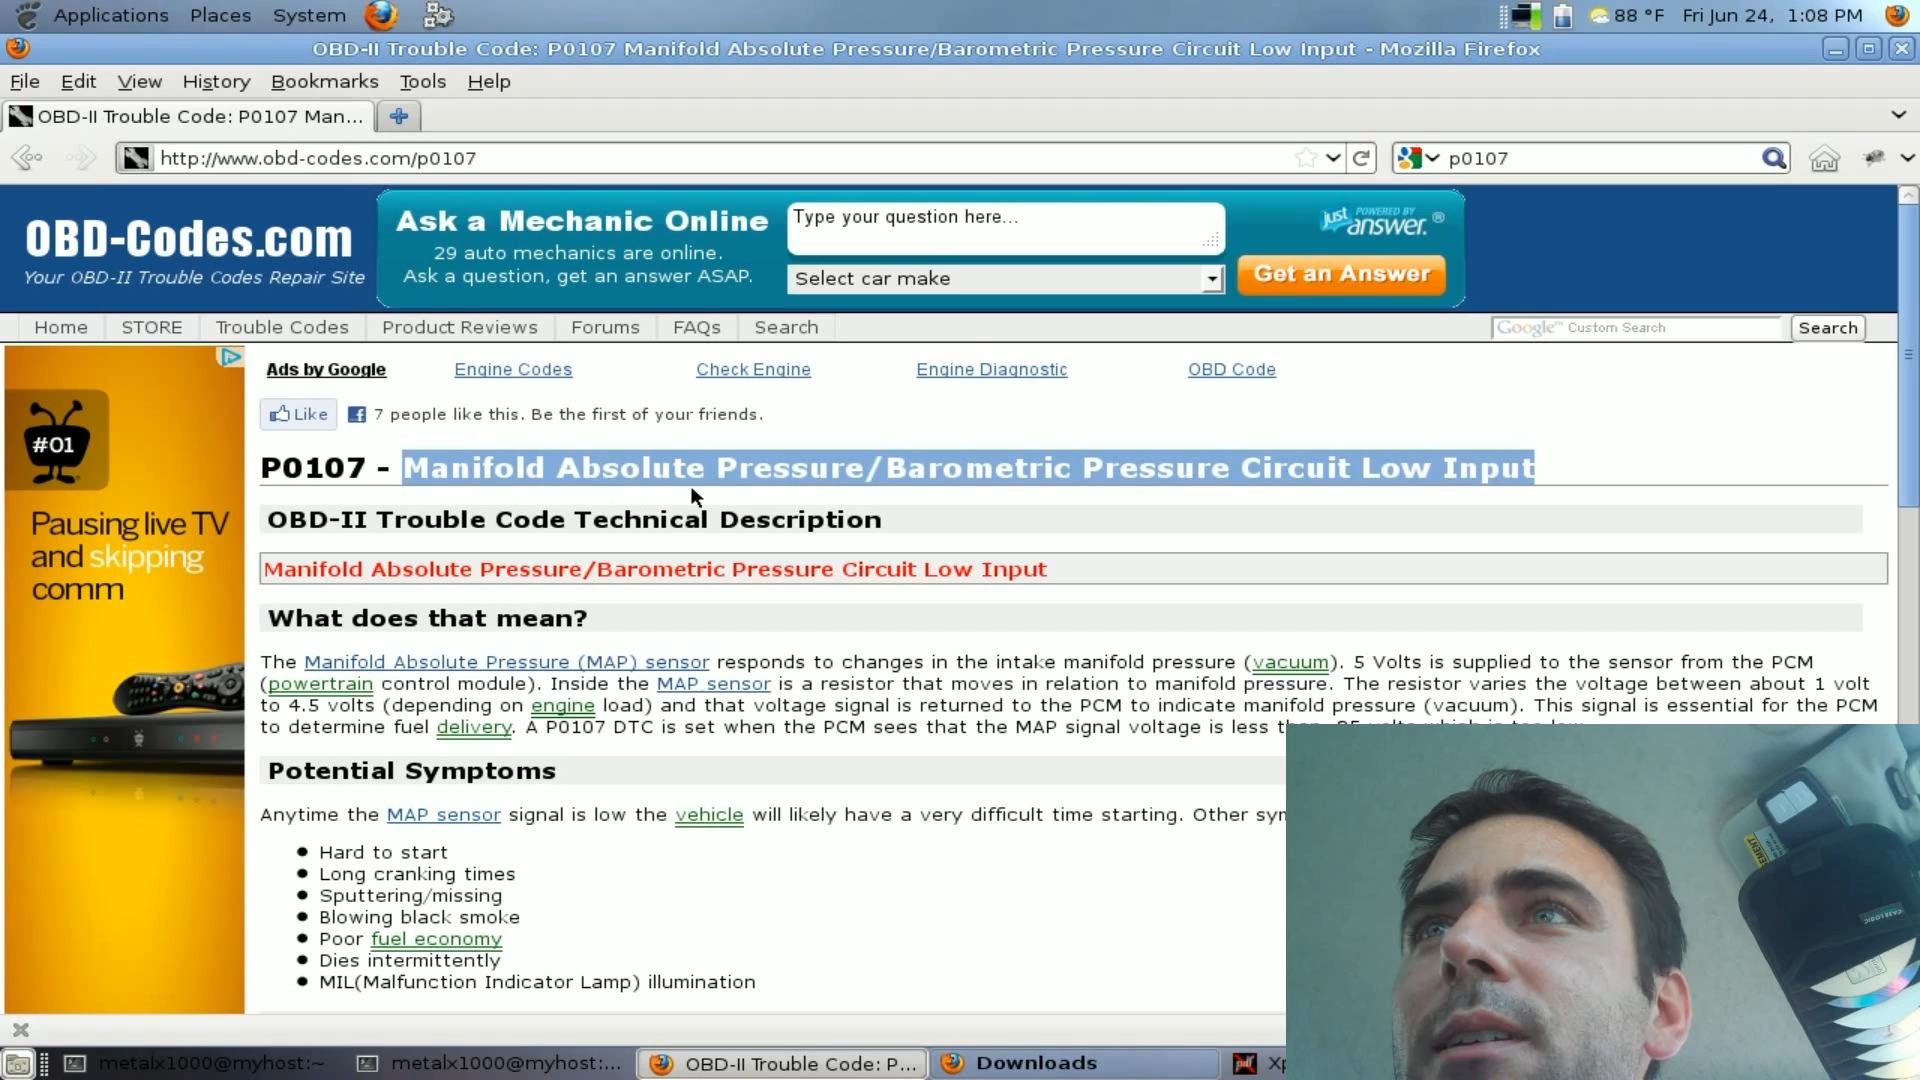 Applications Places System 88 °F Fri Jun 24, 1:08 PM
OBD-II Trouble Code: P0107 Manifold Absolute Pressure/Barometric Pressure Circuit Low Input - Mozilla Firefox
File Edit View History Bookmarks Tools Help
OBD-II Trouble Code: P0107 Man...
http://www.obd-codes.com/p0107 p0107
OBD-Codes.com
Your OBD-II Trouble Codes Repair Site
Ask a Mechanic Online
29 auto mechanics are online.
Ask a question, get an answer ASAP.
Type your question here...
Select car make
POWERED BY
just answer.®
Get an Answer
Home STORE Trouble Codes Product Reviews Forums FAQs Search Google™ Custom Search Search
Ads by Google Engine Codes Check Engine Engine Diagnostic OBD Code
Like 7 people like this. Be the first of your friends.
#01
Pausing live TV
and skipping
comm
P0107 - Manifold Absolute Pressure/Barometric Pressure Circuit Low Input
OBD-II Trouble Code Technical Description
Manifold Absolute Pressure/Barometric Pressure Circuit Low Input
What does that mean?
The Manifold Absolute Pressure (MAP) sensor responds to changes in the intake manifold pressure (vacuum). 5 Volts is supplied to the sensor from the PCM
(powertrain control module). Inside the MAP sensor is a resistor that moves in relation to manifold pressure. The resistor varies the voltage between about 1 volt
to 4.5 volts (depending on engine load) and that voltage signal is returned to the PCM to indicate manifold pressure (vacuum). This signal is essential for the PCM
to determine fuel delivery. A P0107 DTC is set when the PCM sees that the MAP signal voltage is less
Potential Symptoms
Anytime the MAP sensor signal is low the vehicle will likely have a very difficult time starting. Other
Hard to start
Long cranking times
Sputtering/missing
Blowing black smoke
Poor fuel economy
Dies intermittently
MIL(Malfunction Indicator Lamp) illumination
CASE LOGIC
metalx1000@myhost:~ metalx1000@myhost:... OBD-II Trouble Code: P... Downloads